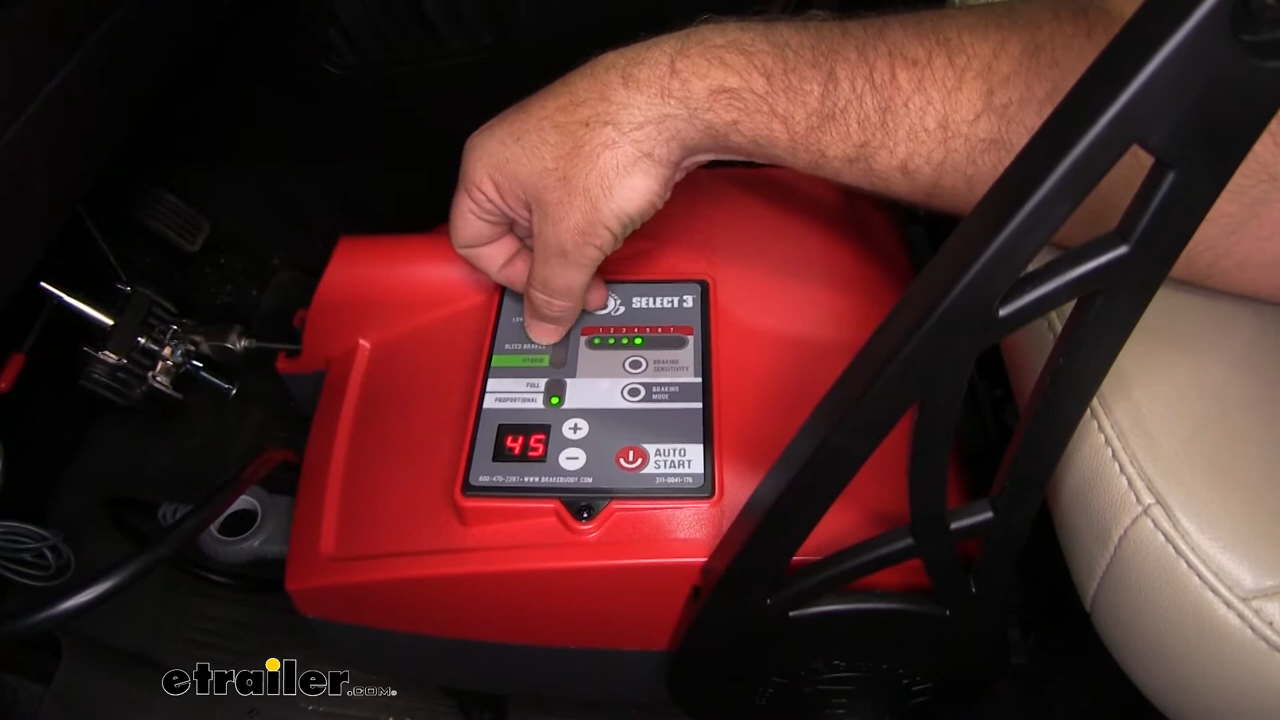 SELECT 3™
1 2 3 4 5 6 7
BLEED BRAKES
HYBRID
BRAKING
SENSITIVITY
FULL
PROPORTIONAL
BRAKING
MODE
45
+
−
AUTO
START
800-470-2287 • WWW.BRAKEBUDDY.COM
311-0041-176
etrailer.COM®